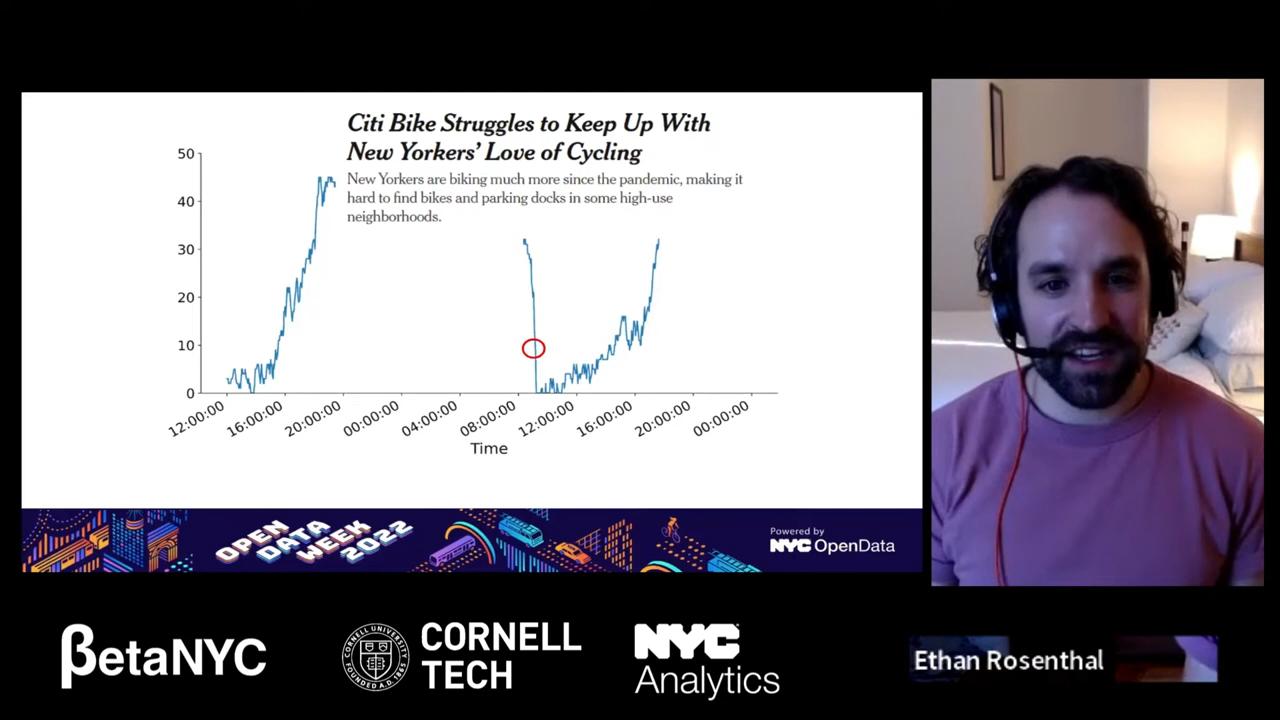 Citi Bike Struggles to Keep Up With
New Yorkers' Love of Cycling
New Yorkers are biking much more since the pandemic, making it
hard to find bikes and parking docks in some high-use
neighborhoods.
50
40
30
20
10
0
12:00:00
16:00:00
20:00:00
00:00:00
04:00:00
08:00:00
12:00:00
16:00:00
20:00:00
00:00:00
Time
OPEN
DATA
WEEK
2022
Powered by
NYC OpenData
βetaNYC
CORNELL UNIVERSITY
FOUNDED A.D. 1865
CORNELL
TECH
NYC
Analytics
Ethan Rosenthal